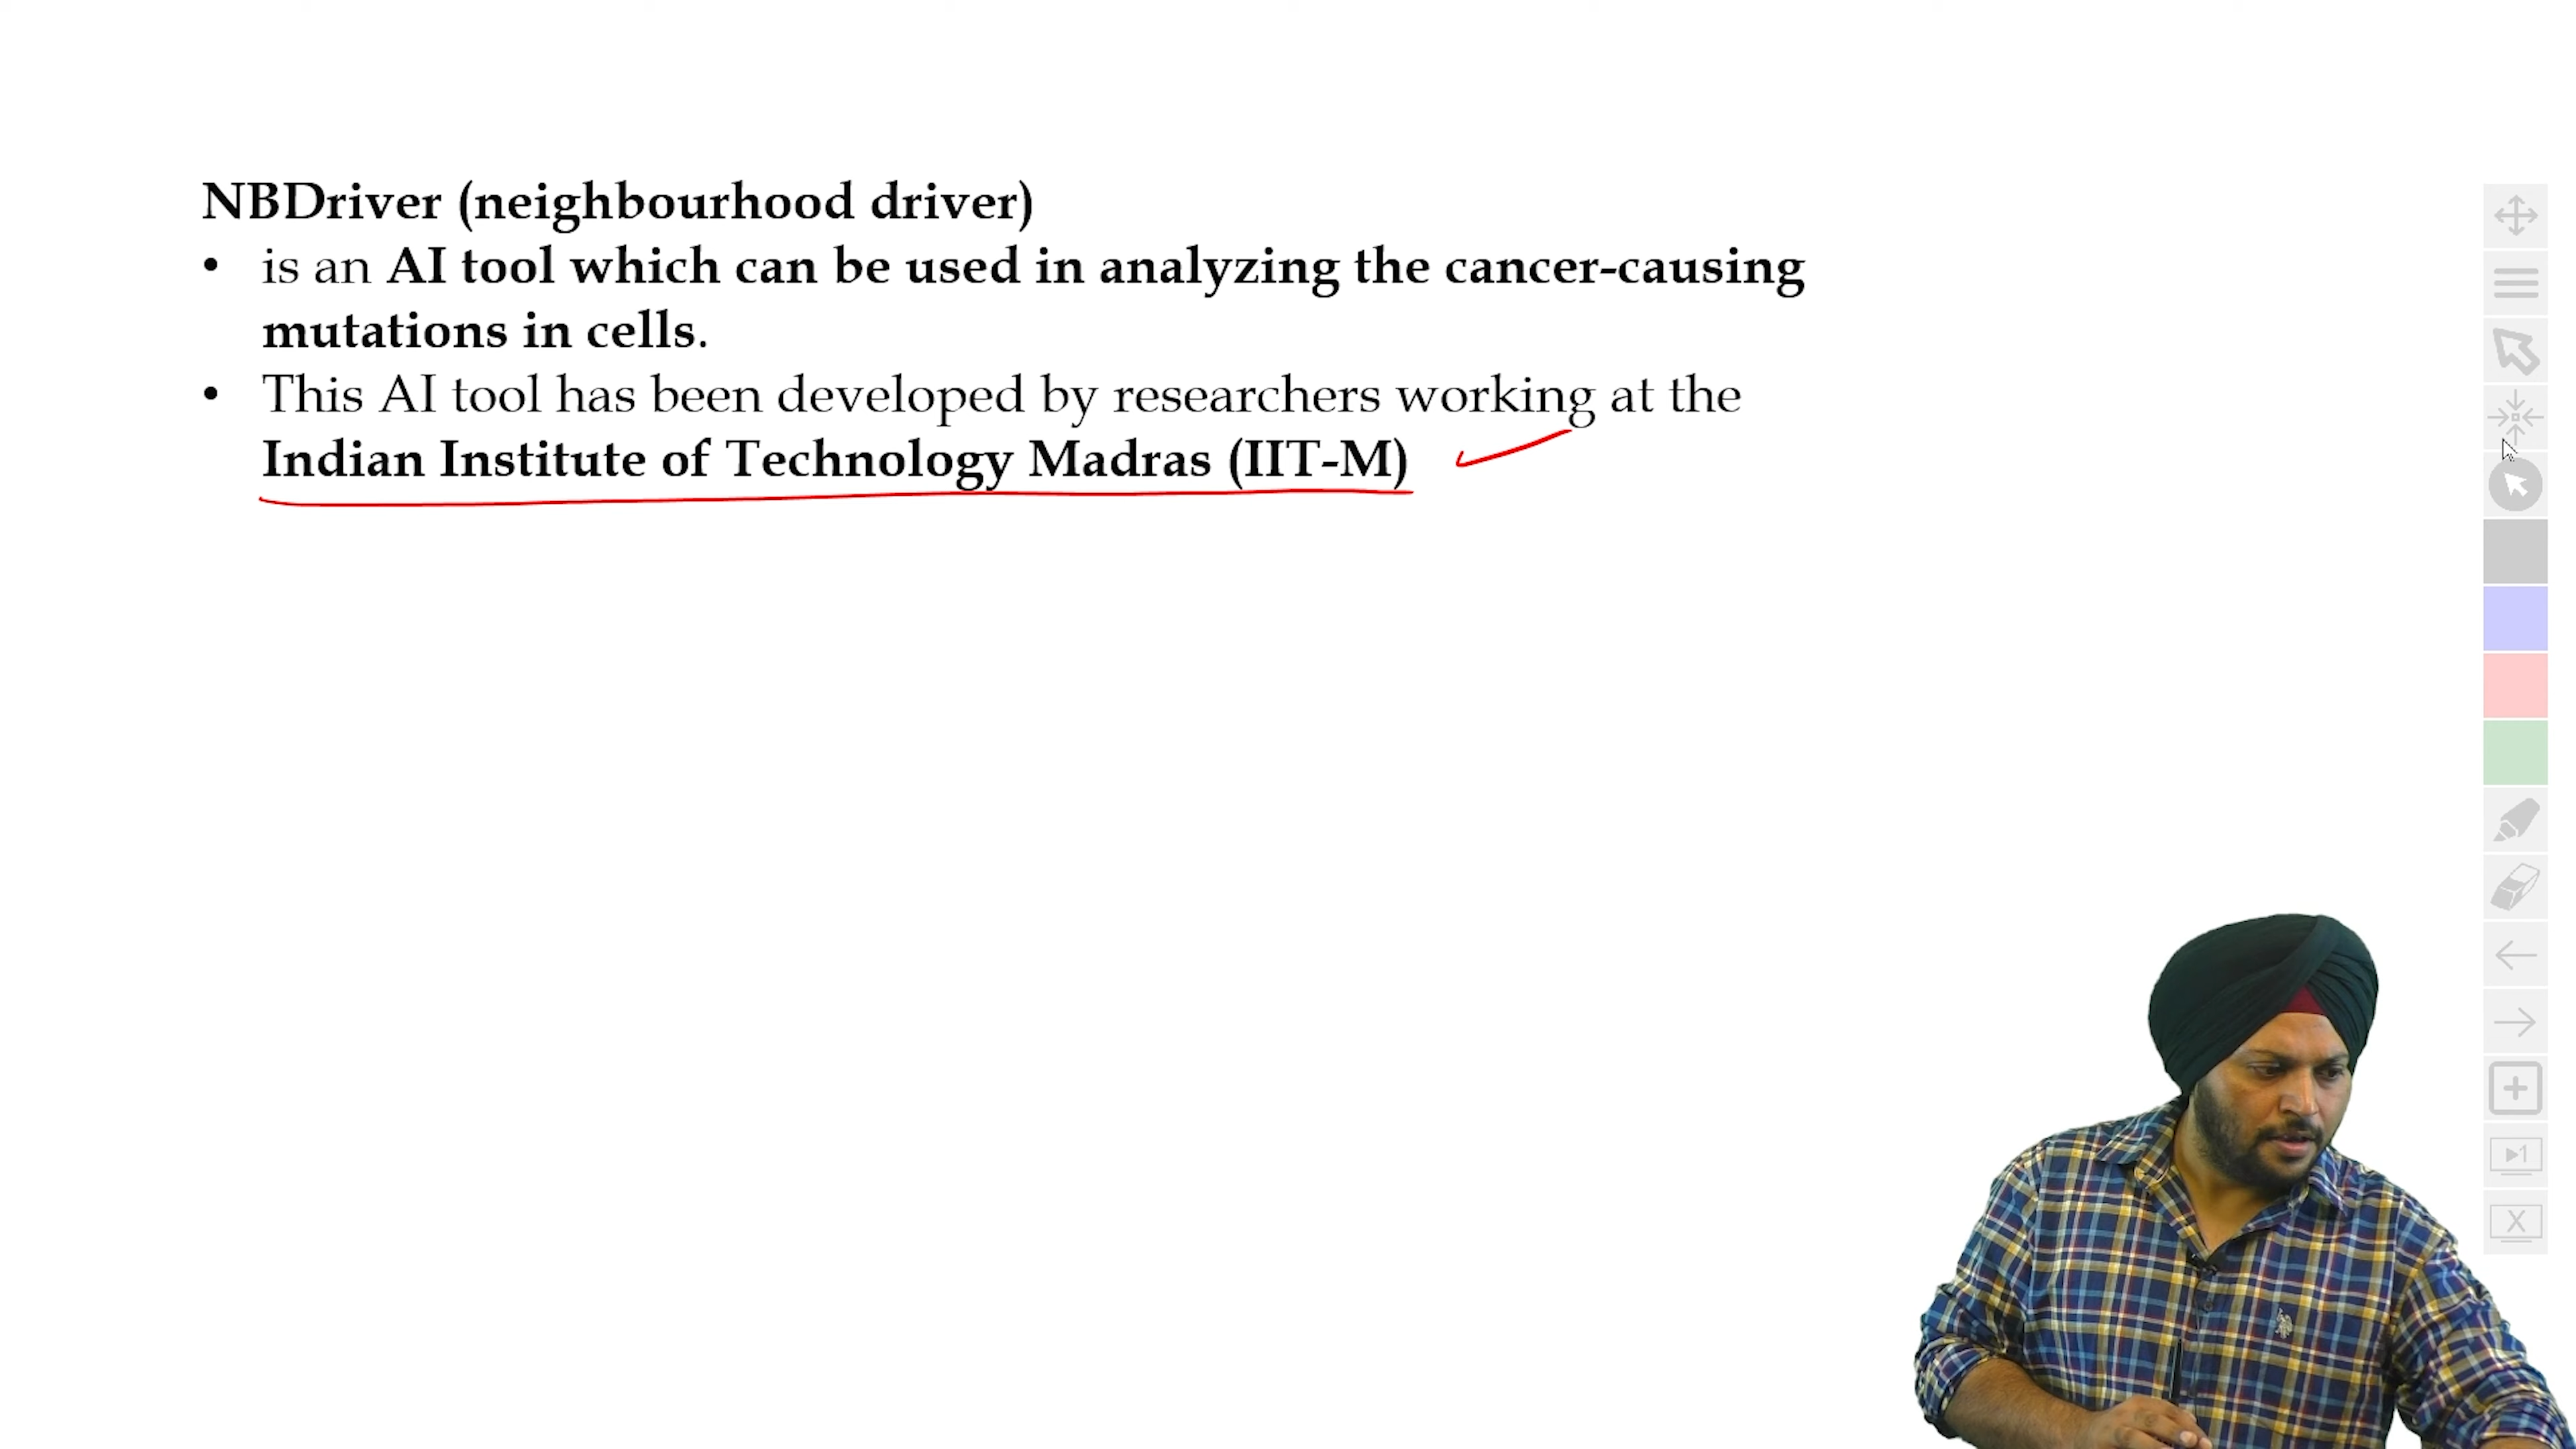 NBDriver (neighbourhood driver)
• is an AI tool which can be used in analyzing the cancer-causing
mutations in cells.
• This AI tool has been developed by researchers working at the
Indian Institute of Technology Madras (IIT-M)
1
X